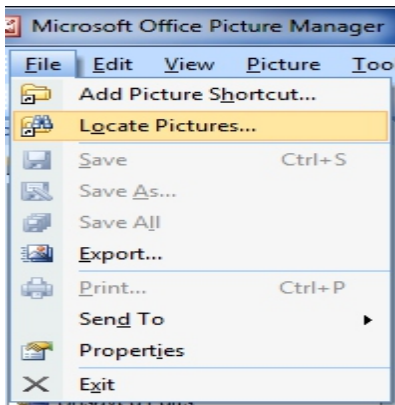 Microsoft Office Picture Manager
File Edit View Picture Too
Add Picture Shortcut...
Locate Pictures...
Save Ctrl+S
Save As...
Save All
Export...
Print... Ctrl+P
Send To
Properties
Exit